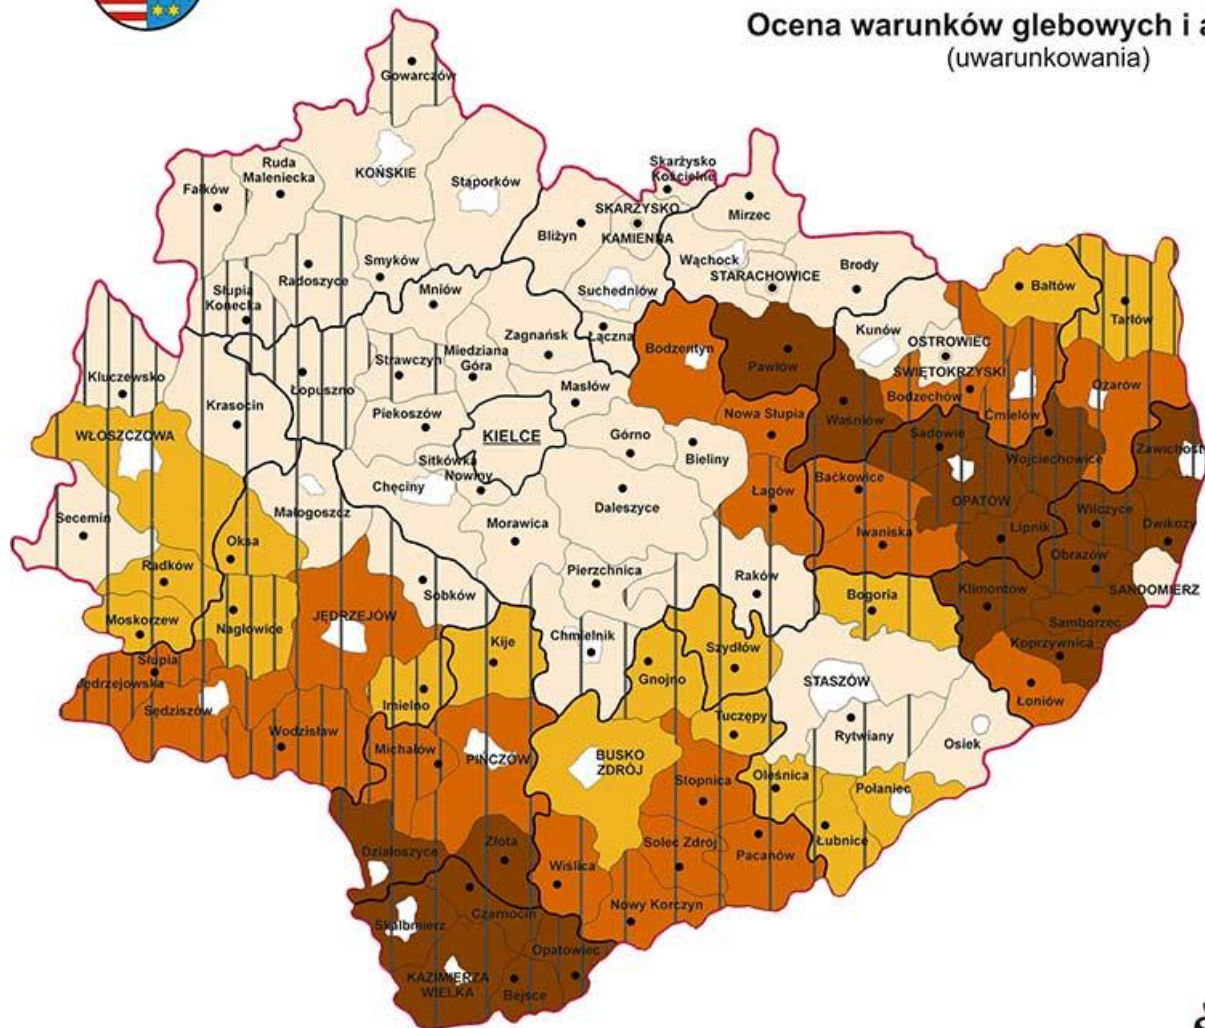 Ocena warunków glebowych i a
(uwarunkowania)
Gowarczów
Ruda
Maleniecka
KOŃSKIE
Stąporków
Fałków
Skarżysko
Kościelne
SKARŻYSKO
KAMIENNA
Mirzec
Bliżyn
Radoszyce
Smyków
Wąchock
STARACHOWICE
Brody
Słupia
Konecka
Mniów
Suchedniów
Bałtów
Tarłów
Kunów
OSTROWIEC
ŚWIĘTOKRZYSKI
Zagnańsk
Łączna
Bodzentyn
Pawłów
Kluczewsko
Łopuszno
Strawczyn
Miedziana
Góra
Masłów
Ożarów
Krasocin
Piekoszów
Nowa Słupia
Waśniów
Bodzechów
Ćmielów
WŁOSZCZOWA
KIELCE
Górno
Bieliny
Sadowie
Wojciechowice
Zawichost
Sitkówka
Nowiny
Chęciny
Łagów
Baćkowice
OPATÓW
Secemin
Małogoszcz
Morawica
Daleszyce
Iwaniska
Lipnik
Wilczyce
Dwikozy
Oksa
Obrazów
Radków
Pierzchnica
Raków
Bogoria
Klimontów
SANDOMIERZ
Sobków
Moskorzew
Nagłowice
JĘDRZEJÓW
Samborzec
Kije
Chmielnik
Szydłów
Koprzywnica
Słupia
Jędrzejowska
Gnojno
STASZÓW
Łoniów
Sędziszów
Imielno
Tuczępy
Wodzisław
Rytwiany
Osiek
Michałów
PIŃCZÓW
BUSKO
ZDRÓJ
Stopnica
Oleśnica
Połaniec
Działoszyce
Złota
Wiślica
Solec Zdrój
Pacanów
Łubnice
Nowy Korczyn
Skalbmierz
Czarnocin
Opatowiec
KAZIMIERZA
WIELKA
Bejsce